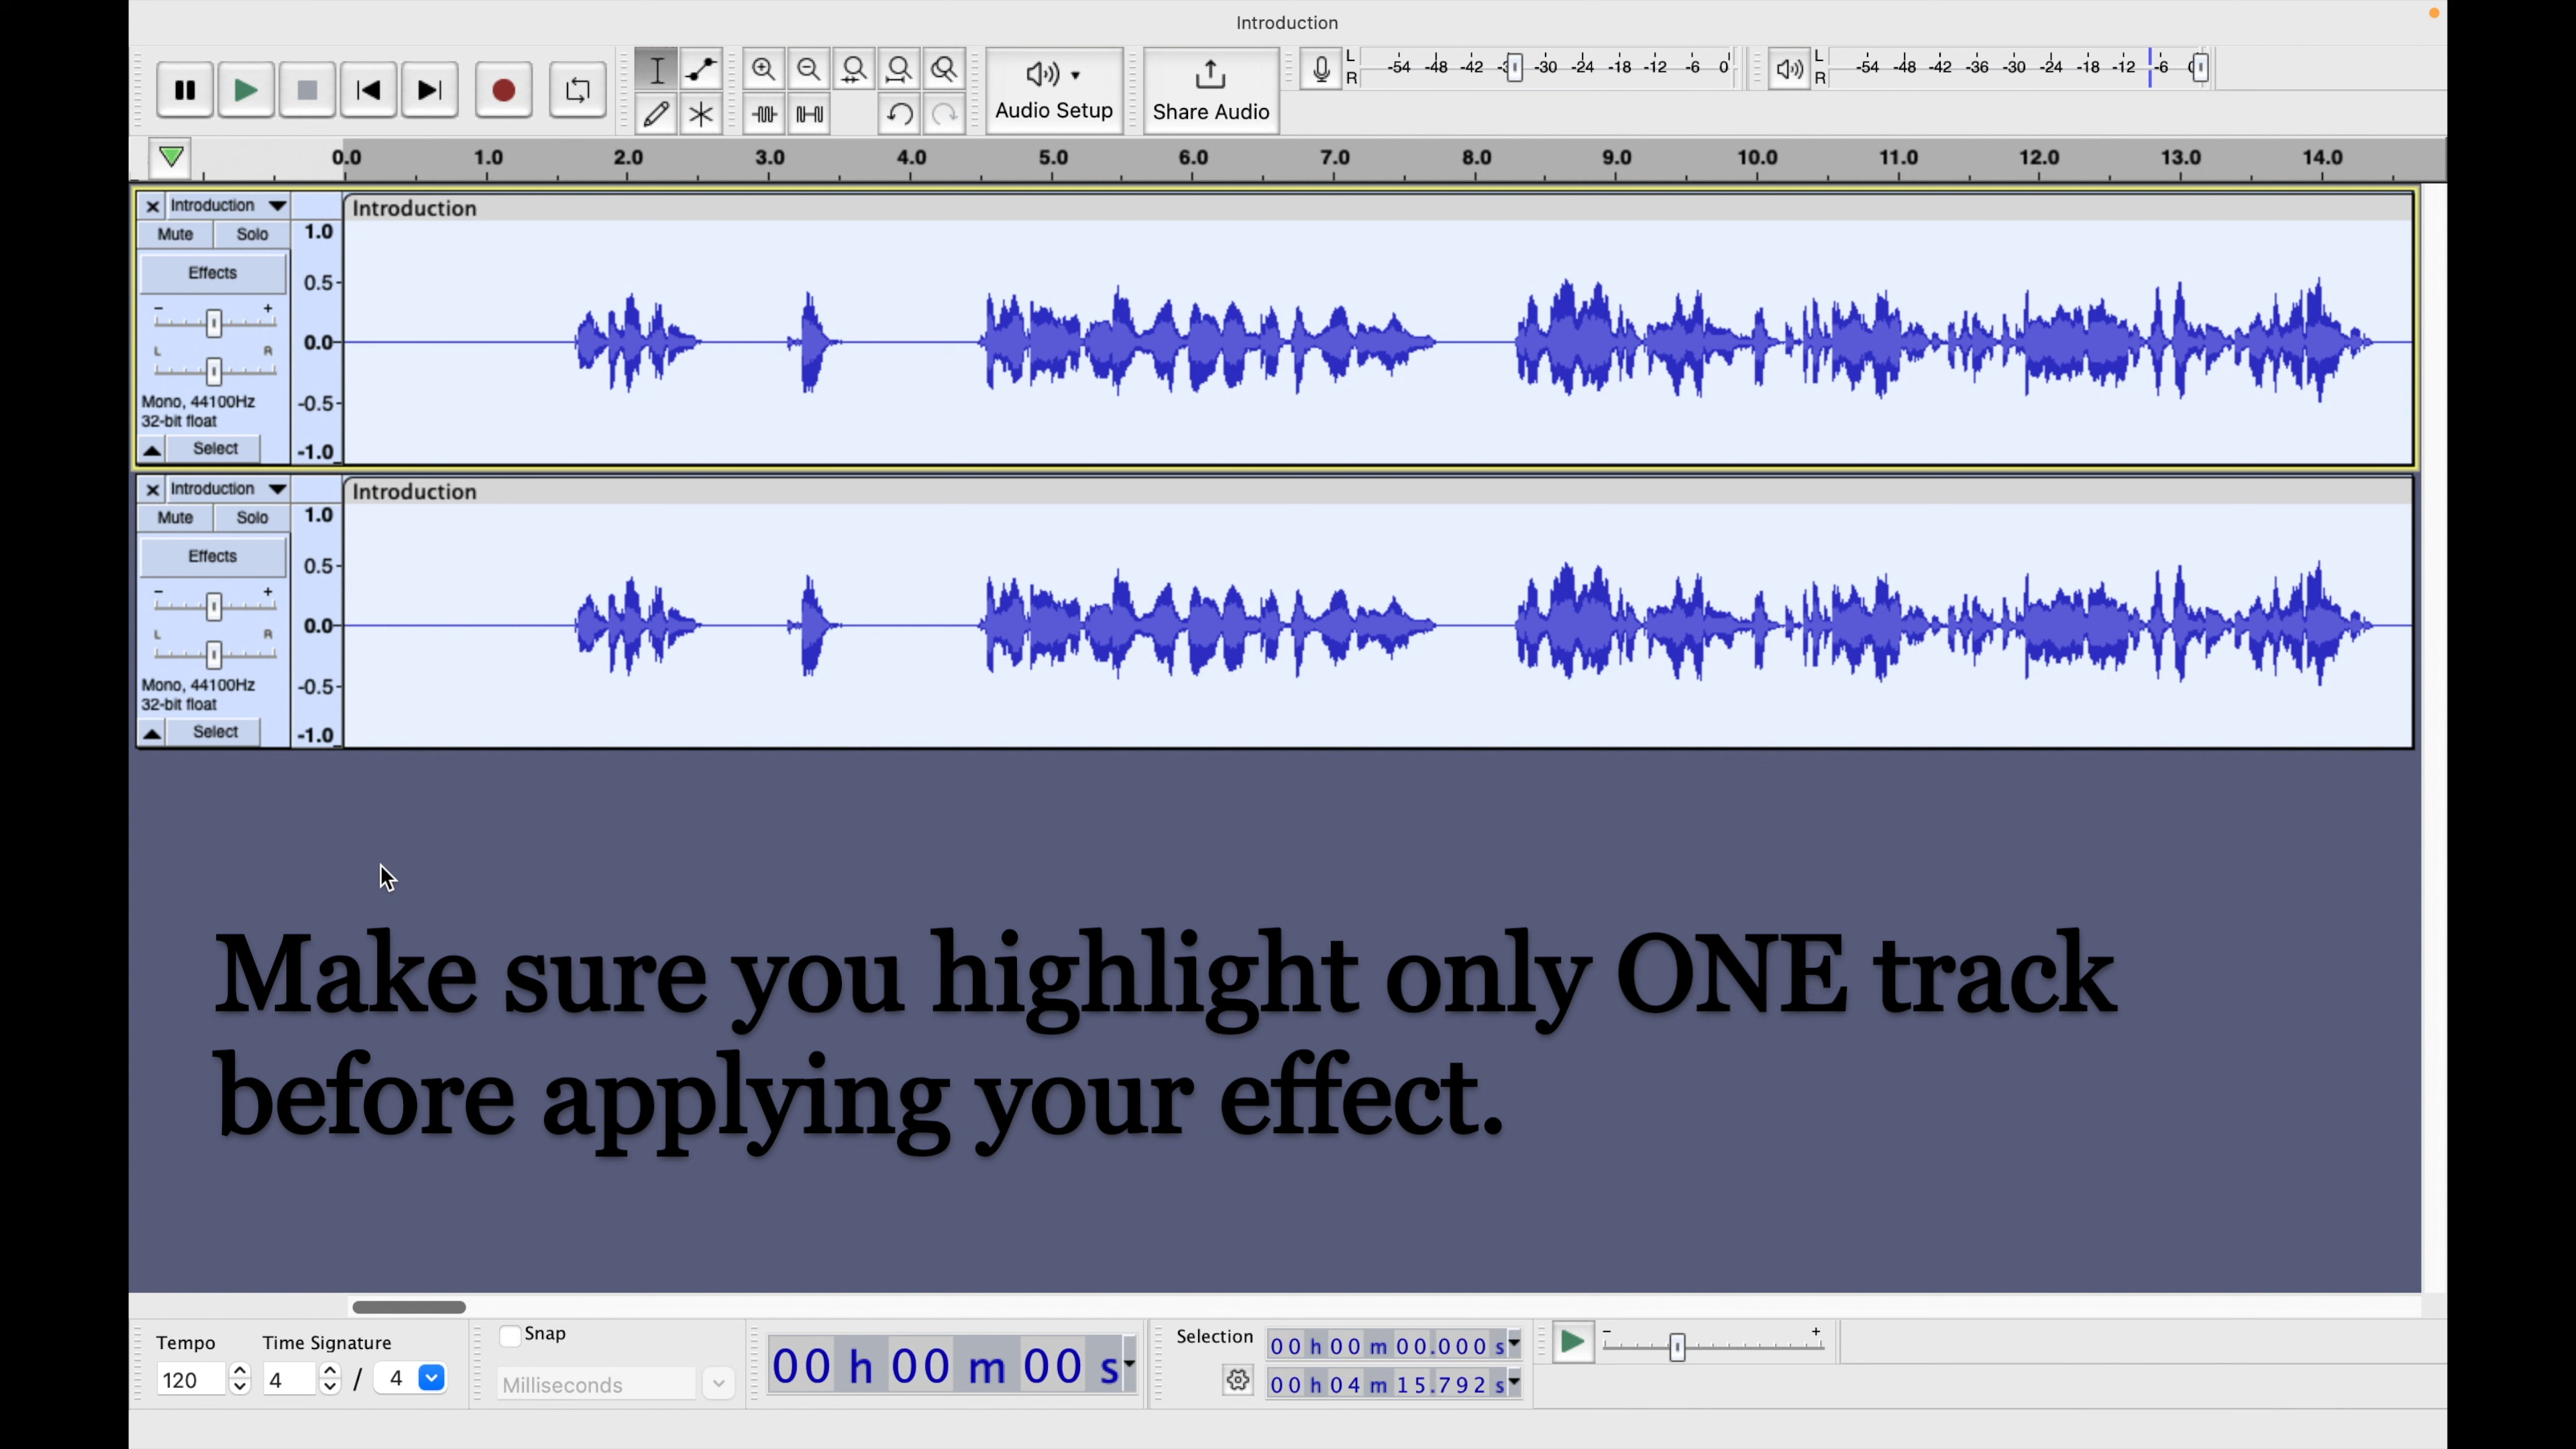 Introduction
L
R
-54 -48 -42 -3 -30 -24 -18 -12 -6 0
L
R
-54 -48 -42 -36 -30 -24 -18 -12 -6
Audio Setup
Share Audio
0.0 1.0 2.0 3.0 4.0 5.0 6.0 7.0 8.0 9.0 10.0 11.0 12.0 13.0 14.0
Introduction
Introduction
Mute Solo
1.0
Effects
0.5
- +
0.0
L R
Mono, 44100Hz
-0.5
32-bit float
Select
-1.0
Introduction
Introduction
Mute Solo
1.0
Effects
0.5
- +
0.0
L R
Mono, 44100Hz
-0.5
32-bit float
Select
-1.0
Make sure you highlight only ONE track
before applying your effect.
Tempo
120
Time Signature
4 / 4
Snap
Milliseconds
00 h 00 m 00 s
Selection
00 h 00 m 00.000 s
00 h 04 m 15.792 s
- +